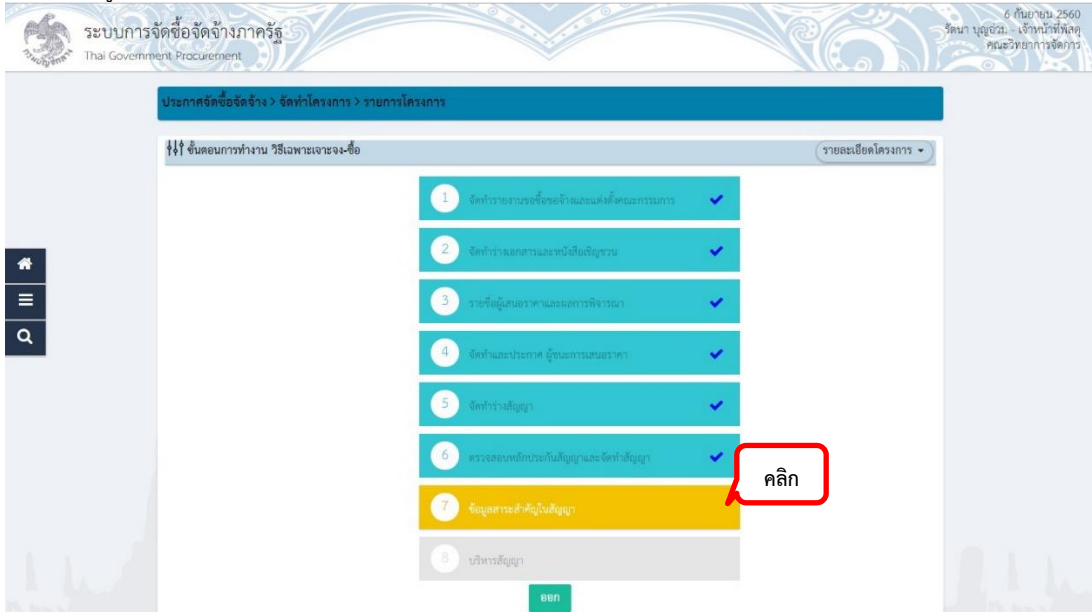 6 กันยายน 2560
ระบบการจัดซื้อจัดจ้างภาครัฐ
รัตนา บุญอ่วม - เจ้าหน้าที่พัสดุ
Thai Government Procurement
คณะวิทยาการจัดการ
ประกาศจัดซื้อจัดจ้าง > จัดทำโครงการ > รายการโครงการ
ขั้นตอนการทำงาน วิธีเฉพาะเจาะจง-ซื้อ
รายละเอียดโครงการ
1 จัดทำรายงานขอซื้อขอจ้างและแต่งตั้งคณะกรรมการ
2 จัดทำร่างเอกสารและหนังสือเชิญชวน
3 รายชื่อผู้เสนอราคาและผลการพิจารณา
4 จัดทำและประกาศ ผู้ชนะการเสนอราคา
5 จัดทำร่างสัญญา
6 ตรวจสอบหลักประกันสัญญาและจัดทำสัญญา
คลิก
7 ข้อมูลสาระสำคัญในสัญญา
8 บริหารสัญญา
ออก